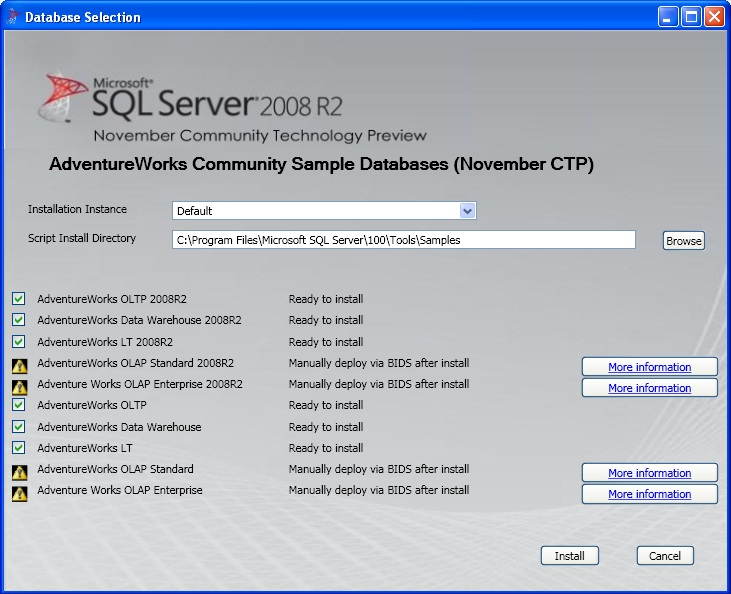 Database Selection
Microsoft®
SQL Server® 2008 R2
November Community Technology Preview
AdventureWorks Community Sample Databases (November CTP)
Installation Instance Default
Script Install Directory C:\Program Files\Microsoft SQL Server\100\Tools\Samples Browse
AdventureWorks OLTP 2008R2 Ready to install
AdventureWorks Data Warehouse 2008R2 Ready to install
AdventureWorks LT 2008R2 Ready to install
AdventureWorks OLAP Standard 2008R2 Manually deploy via BIDS after install More information
Adventure Works OLAP Enterprise 2008R2 Manually deploy via BIDS after install More information
AdventureWorks OLTP Ready to install
AdventureWorks Data Warehouse Ready to install
AdventureWorks LT Ready to install
AdventureWorks OLAP Standard Manually deploy via BIDS after install More information
Adventure Works OLAP Enterprise Manually deploy via BIDS after install More information
Install Cancel